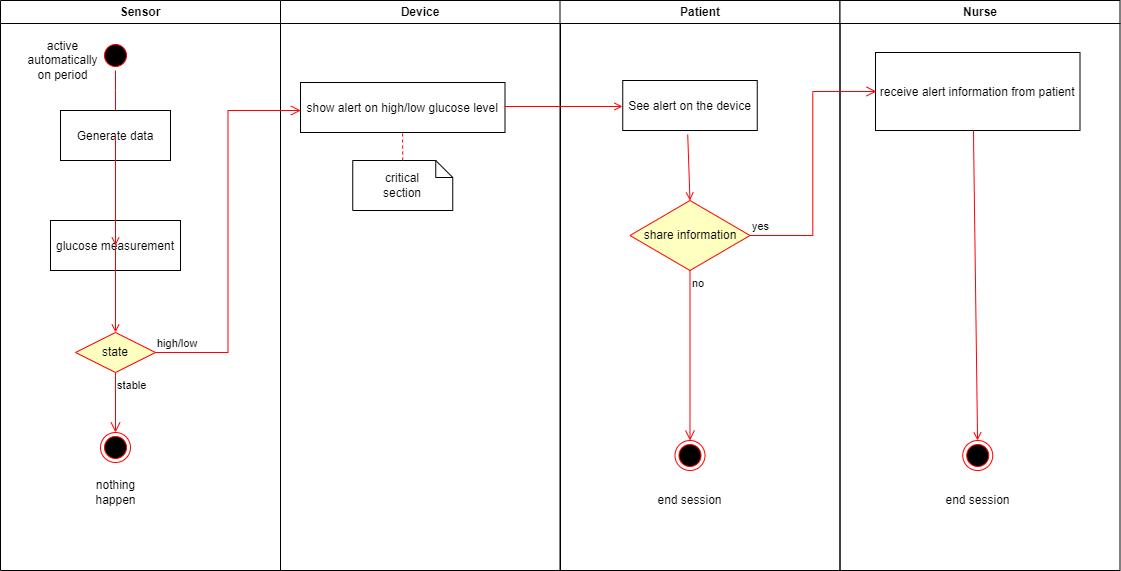 Sensor
Device
Patient
Nurse
active
automatically
on period
Generate data
glucose measurement
state
high/low
stable
nothing
happen
show alert on high/low glucose level
critical
section
See alert on the device
share information
yes
no
end session
receive alert information from patient
end session